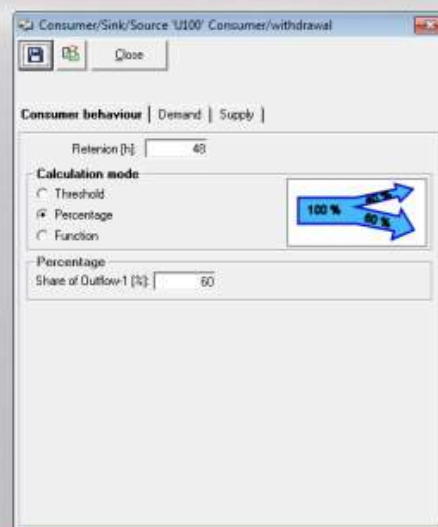 Consumer/Sink/Source 'U100' Consumer/withdrawal
Close
Consumer behaviour | Demand | Supply |
Retenion [h]: 48
Calculation mode
Threshold
Percentage
Function
100 %
60 %
Percentage
Share of Outflow-1 [%]: 60